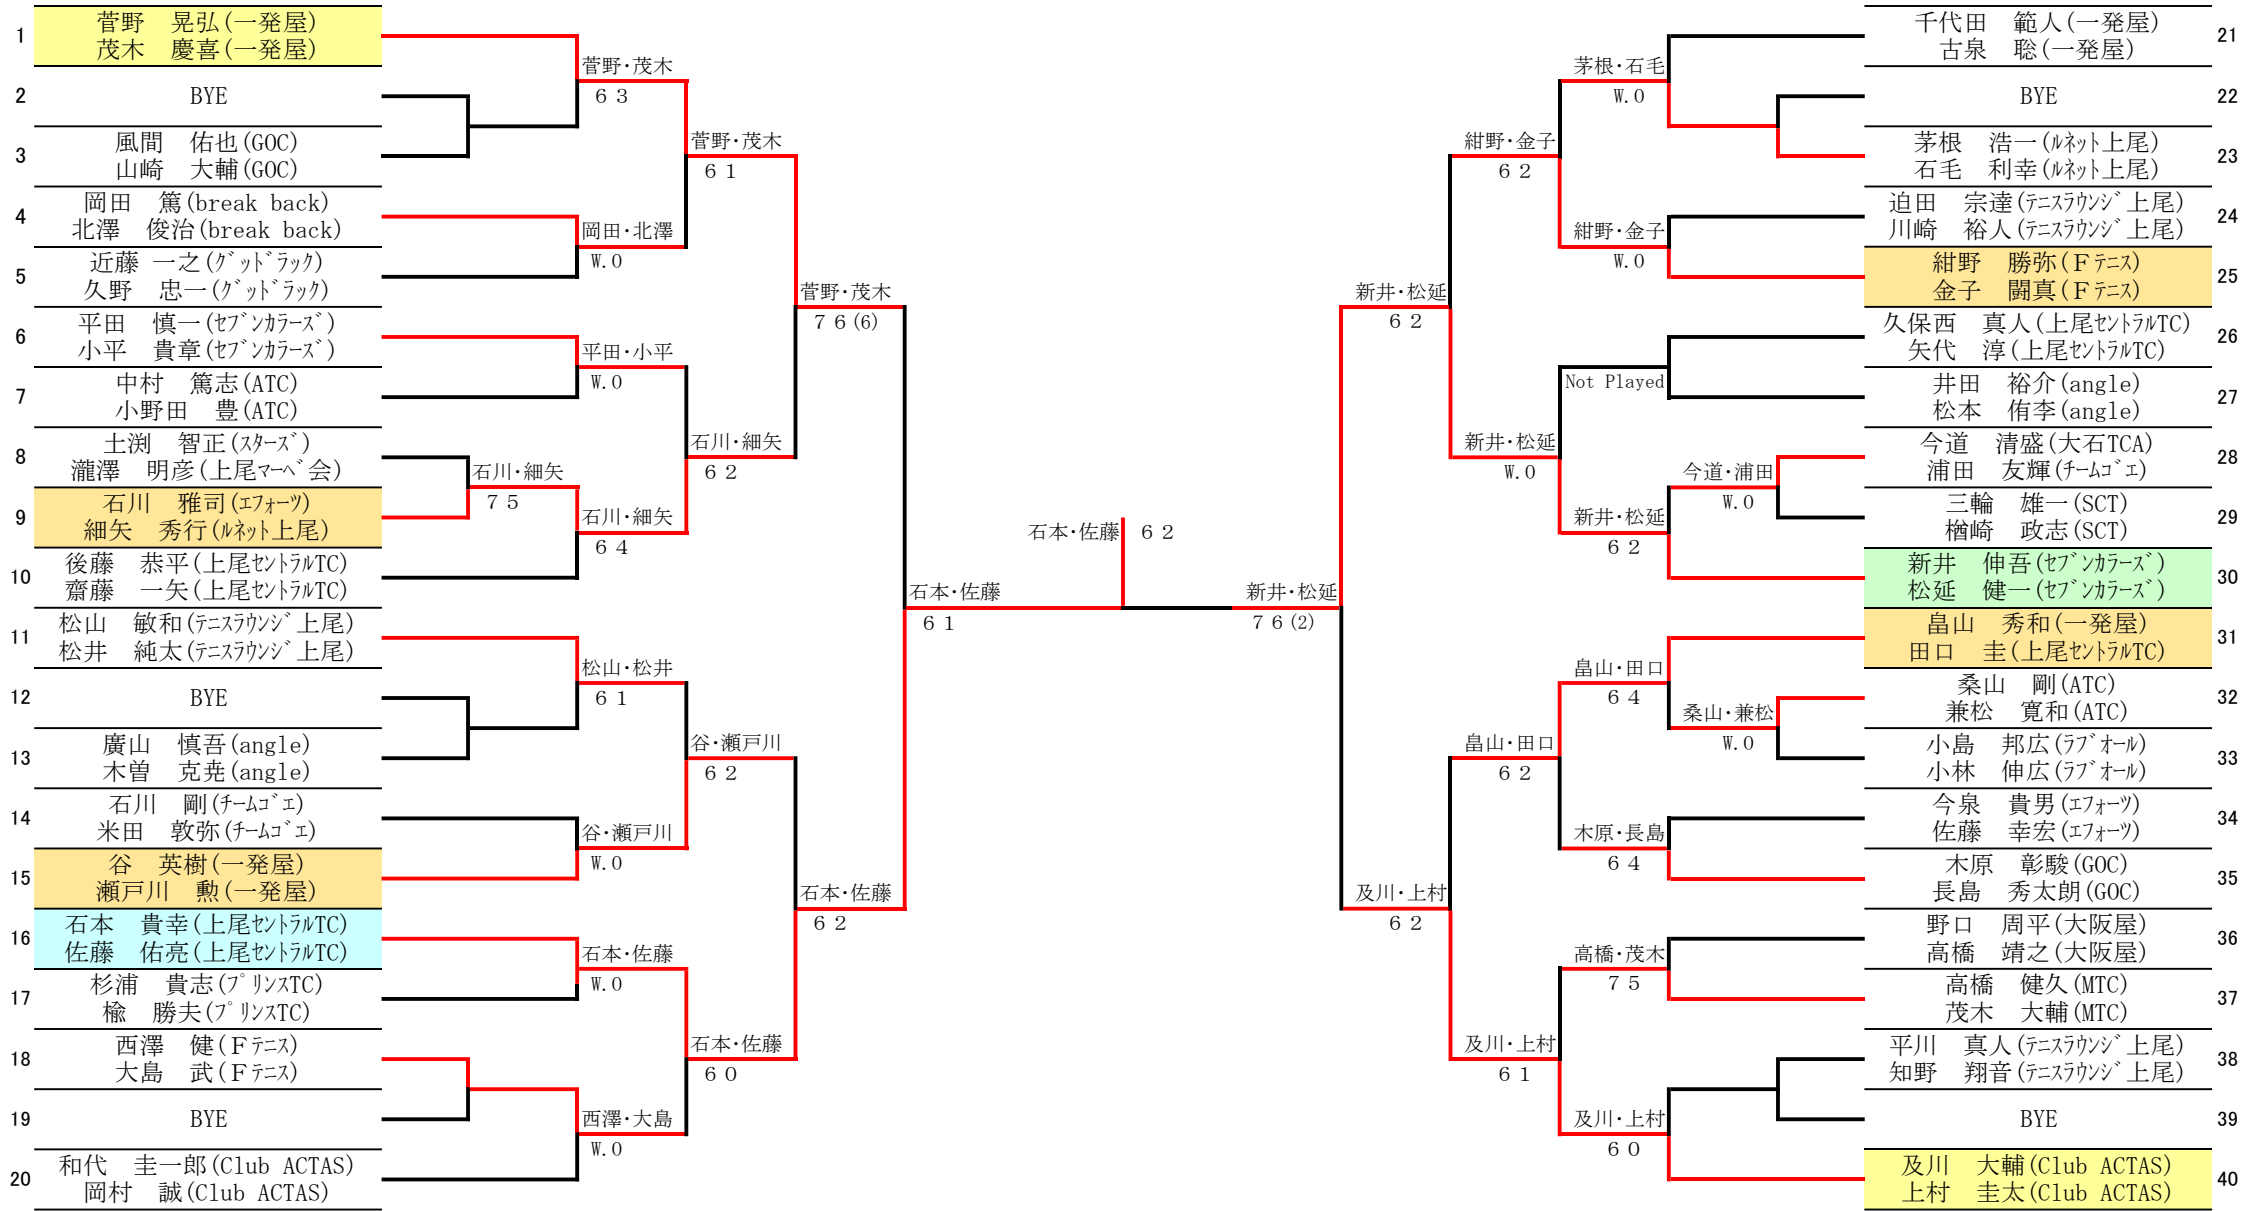 1
菅野 晃弘(一発屋)
茂木 慶喜(一発屋)
2
BYE
3
風間 佑也(GOC)
山崎 大輔(GOC)
4
岡田 篤(break back)
北澤 俊治(break back)
5
近藤 一之(グッドラック)
久野 忠一(グッドラック)
6
平田 慎一(セブンカラーズ)
小平 貴章(セブンカラーズ)
7
中村 篤志(ATC)
小野田 豊(ATC)
8
土渕 智正(スターズ)
瀧澤 明彦(上尾マーベ会)
9
石川 雅司(エフォーツ)
細矢 秀行(ルネット上尾)
10
後藤 恭平(上尾セントラルTC)
齋藤 一矢(上尾セントラルTC)
11
松山 敏和(テニスラウンジ上尾)
松井 純太(テニスラウンジ上尾)
12
BYE
13
廣山 慎吾(angle)
木曽 克尭(angle)
14
石川 剛(チームゴエ)
米田 敦弥(チームゴエ)
15
谷 英樹(一発屋)
瀬戸川 勲(一発屋)
16
石本 貴幸(上尾セントラルTC)
佐藤 佑亮(上尾セントラルTC)
17
杉浦 貴志(プリンスTC)
楡 勝夫(プリンスTC)
18
西澤 健(Fテニス)
大島 武(Fテニス)
19
BYE
20
和代 圭一郎(Club ACTAS)
岡村 誠(Club ACTAS)
石川・細矢
７５
菅野・茂木
６３
岡田・北澤
W.O
平田・小平
W.O
石川・細矢
６４
松山・松井
６１
谷・瀬戸川
W.O
石本・佐藤
W.O
西澤・大島
W.O
菅野・茂木
６１
石川・細矢
６２
谷・瀬戸川
６２
石本・佐藤
６０
菅野・茂木
７６(6)
石本・佐藤
６２
石本・佐藤
６１
石本・佐藤 ６２
新井・松延
７６(2)
新井・松延
６２
及川・上村
６２
紺野・金子
６２
新井・松延
W.O
畠山・田口
６２
及川・上村
６１
茅根・石毛
W.O
紺野・金子
W.O
Not Played
新井・松延
６２
畠山・田口
６４
木原・長島
６４
高橋・茂木
７５
及川・上村
６０
今道・浦田
W.O
桑山・兼松
W.O
千代田 範人(一発屋)
古泉 聡(一発屋)
21
BYE
22
茅根 浩一(ルネット上尾)
石毛 利幸(ルネット上尾)
23
迫田 宗達(テニスラウンジ上尾)
川崎 裕人(テニスラウンジ上尾)
24
紺野 勝弥(Fテニス)
金子 闘真(Fテニス)
25
久保西 真人(上尾セントラルTC)
矢代 淳(上尾セントラルTC)
26
井田 裕介(angle)
松本 侑李(angle)
27
今道 清盛(大石TCA)
浦田 友輝(チームゴエ)
28
三輪 雄一(SCT)
楢崎 政志(SCT)
29
新井 伸吾(セブンカラーズ)
松延 健一(セブンカラーズ)
30
畠山 秀和(一発屋)
田口 圭(上尾セントラルTC)
31
桑山 剛(ATC)
兼松 寛和(ATC)
32
小島 邦広(ラブオール)
小林 伸広(ラブオール)
33
今泉 貴男(エフォーツ)
佐藤 幸宏(エフォーツ)
34
木原 彰駿(GOC)
長島 秀太朗(GOC)
35
野口 周平(大阪屋)
高橋 靖之(大阪屋)
36
高橋 健久(MTC)
茂木 大輔(MTC)
37
平川 真人(テニスラウンジ上尾)
知野 翔音(テニスラウンジ上尾)
38
BYE
39
及川 大輔(Club ACTAS)
上村 圭太(Club ACTAS)
40